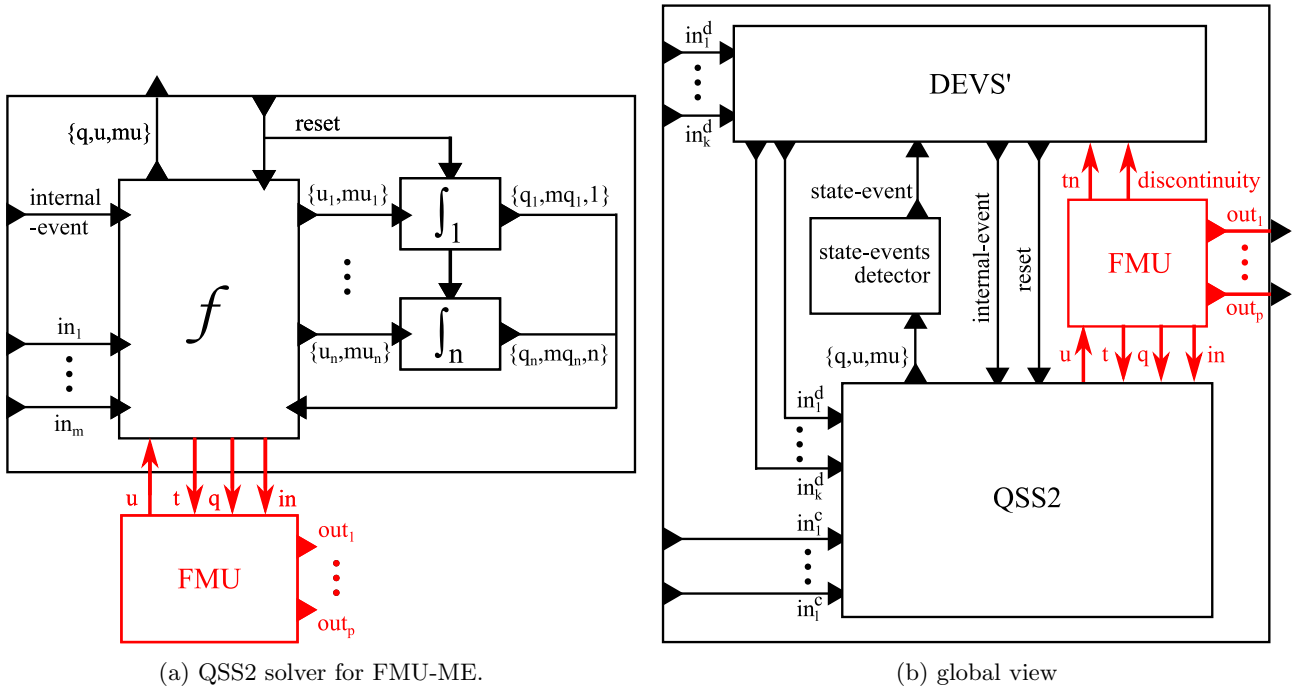 {q,u,mu}
reset
internal
-event
{u₁,mu₁}
∫₁
{q₁,mq₁,1}
f
in₁
inₘ
{uₙ,muₙ}
∫ₙ
{qₙ,mqₙ,n}
u
t
q
in
FMU
out₁
outₚ
(a) QSS2 solver for FMU-ME.
in₁ᵈ
inₖᵈ
DEVS'
state-event
state-events
detector
{q,u,mu}
internal-event
reset
tn
discontinuity
FMU
out₁
outₚ
u
t
q
in
in₁ᵈ
inₖᵈ
in₁ᶜ
inₗᶜ
QSS2
(b) global view